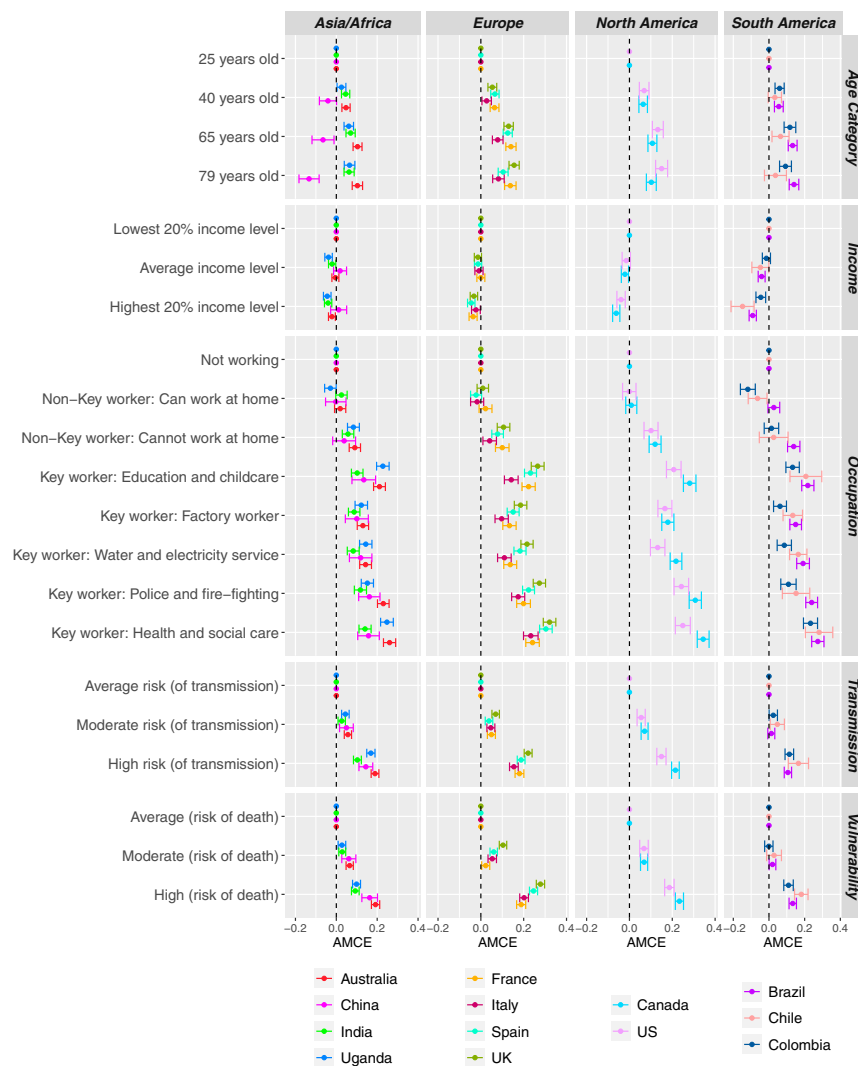 Asia/Africa Europe North America South America
25 years old
40 years old
65 years old
79 years old
Age Category
Lowest 20% income level
Average income level
Highest 20% income level
Income
Not working
Non−Key worker: Can work at home
Non−Key worker: Cannot work at home
Key worker: Education and childcare
Key worker: Factory worker
Key worker: Water and electricity service
Key worker: Police and fire−fighting
Key worker: Health and social care
Occupation
Average risk (of transmission)
Moderate risk (of transmission)
High risk (of transmission)
Transmission
Average (risk of death)
Moderate (risk of death)
High (risk of death)
Vulnerability
−0.2 0.0 0.2 0.4 −0.2 0.0 0.2 0.4 −0.2 0.0 0.2 0.4 −0.2 0.0 0.2 0.4
AMCE AMCE AMCE AMCE
Australia
China
India
Uganda
France
Italy
Spain
UK
Canada
US
Brazil
Chile
Colombia